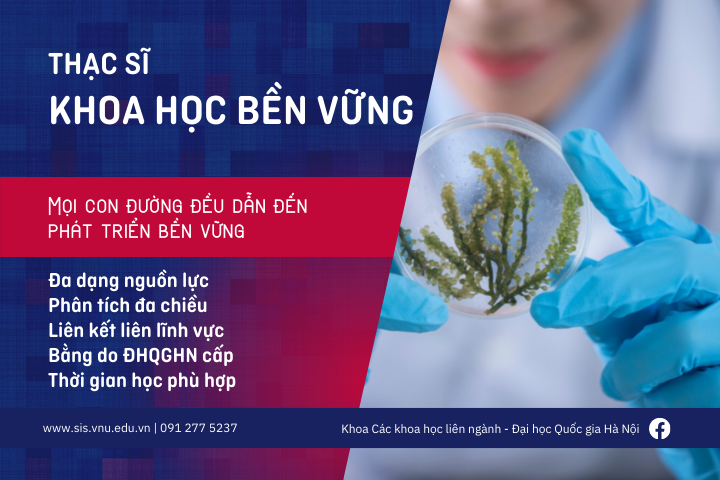 THẠC SĨ
KHOA HỌC BỀN VỮNG
MỌI CON ĐƯỜNG ĐỀU DẪN ĐẾN
PHÁT TRIỂN BỀN VỮNG
Đa dạng nguồn lực
Phân tích đa chiều
Liên kết liên lĩnh vực
Bằng do ĐHQGHN cấp
Thời gian học phù hợp
www.sis.vnu.edu.vn | 091 277 5237
Khoa Các khoa học liên ngành - Đại học Quốc gia Hà Nội